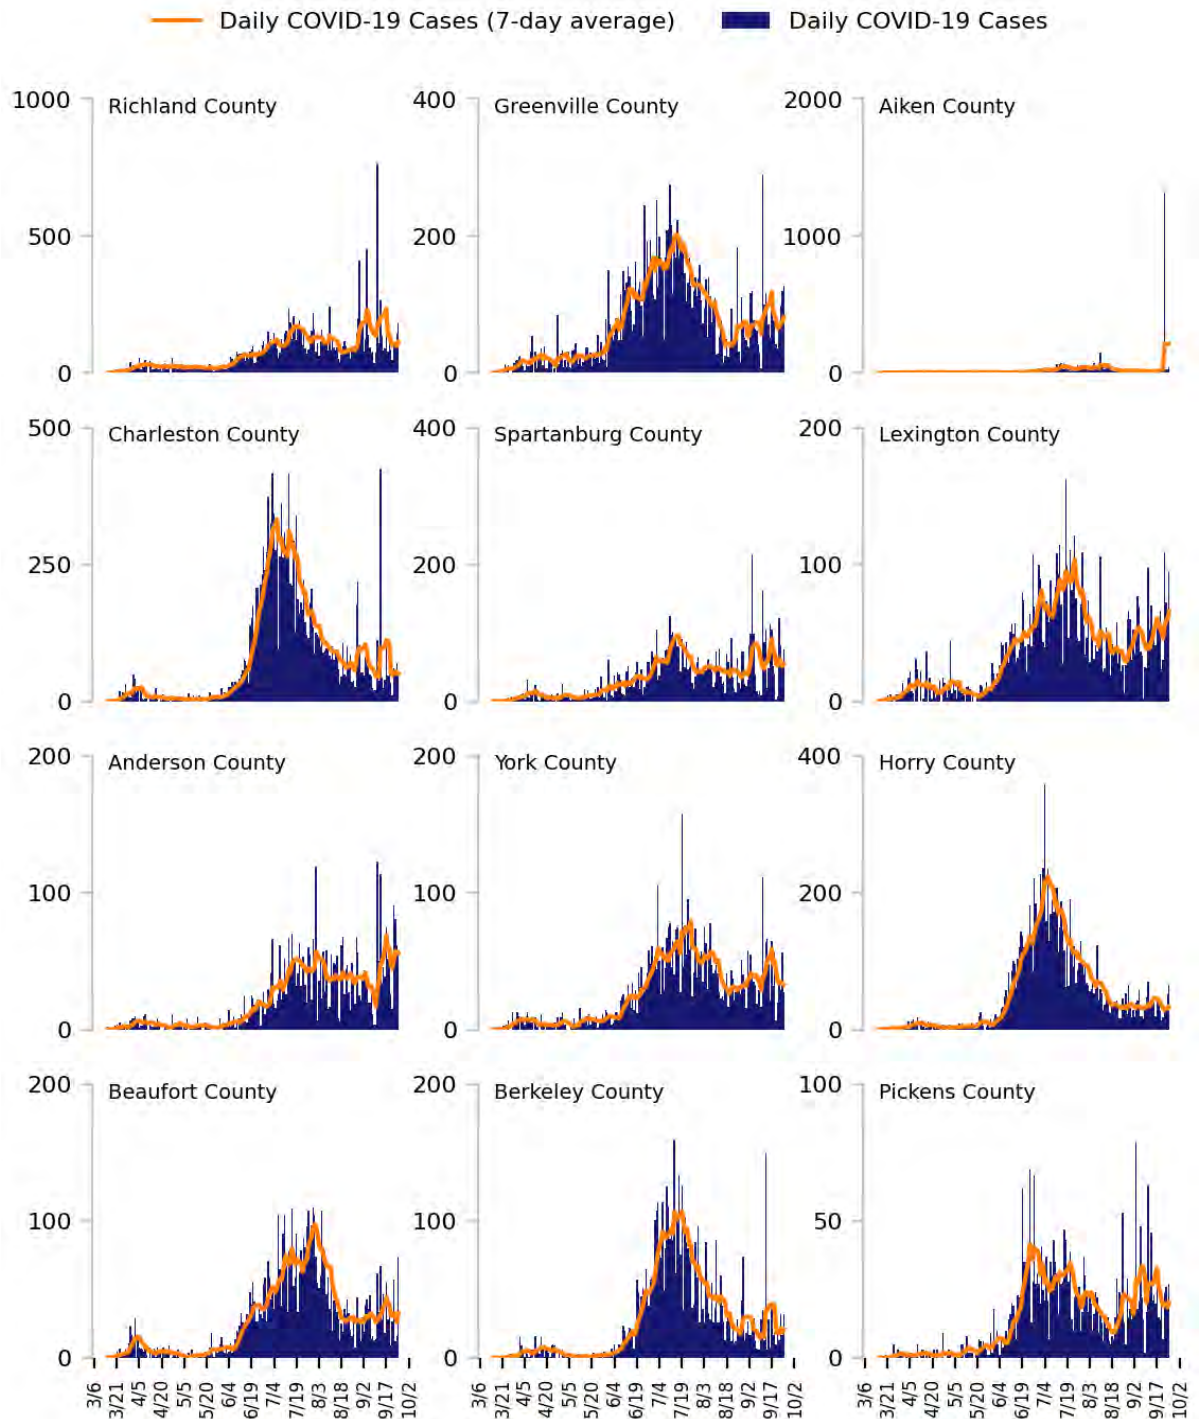 Daily COVID-19 Cases (7-day average) Daily COVID-19 Cases
1000 Richland County 400 Greenville County 2000 Aiken County
500 200 1000
0 0 0
500 Charleston County 400 Spartanburg County 200 Lexington County
250 200 100
0 0 0
200 Anderson County 200 York County 400 Horry County
100 100 200
0 0 0
200 Beaufort County 200 Berkeley County 100 Pickens County
100 100 50
0 0 0
3/6 3/21 4/5 4/20 5/5 5/20 6/4 6/19 7/4 7/19 8/3 8/18 9/2 9/17 10/2 3/6 3/21 4/5 4/20 5/5 5/20 6/4 6/19 7/4 7/19 8/3 8/18 9/2 9/17 10/2 3/6 3/21 4/5 4/20 5/5 5/20 6/4 6/19 7/4 7/19 8/3 8/18 9/2 9/17 10/2